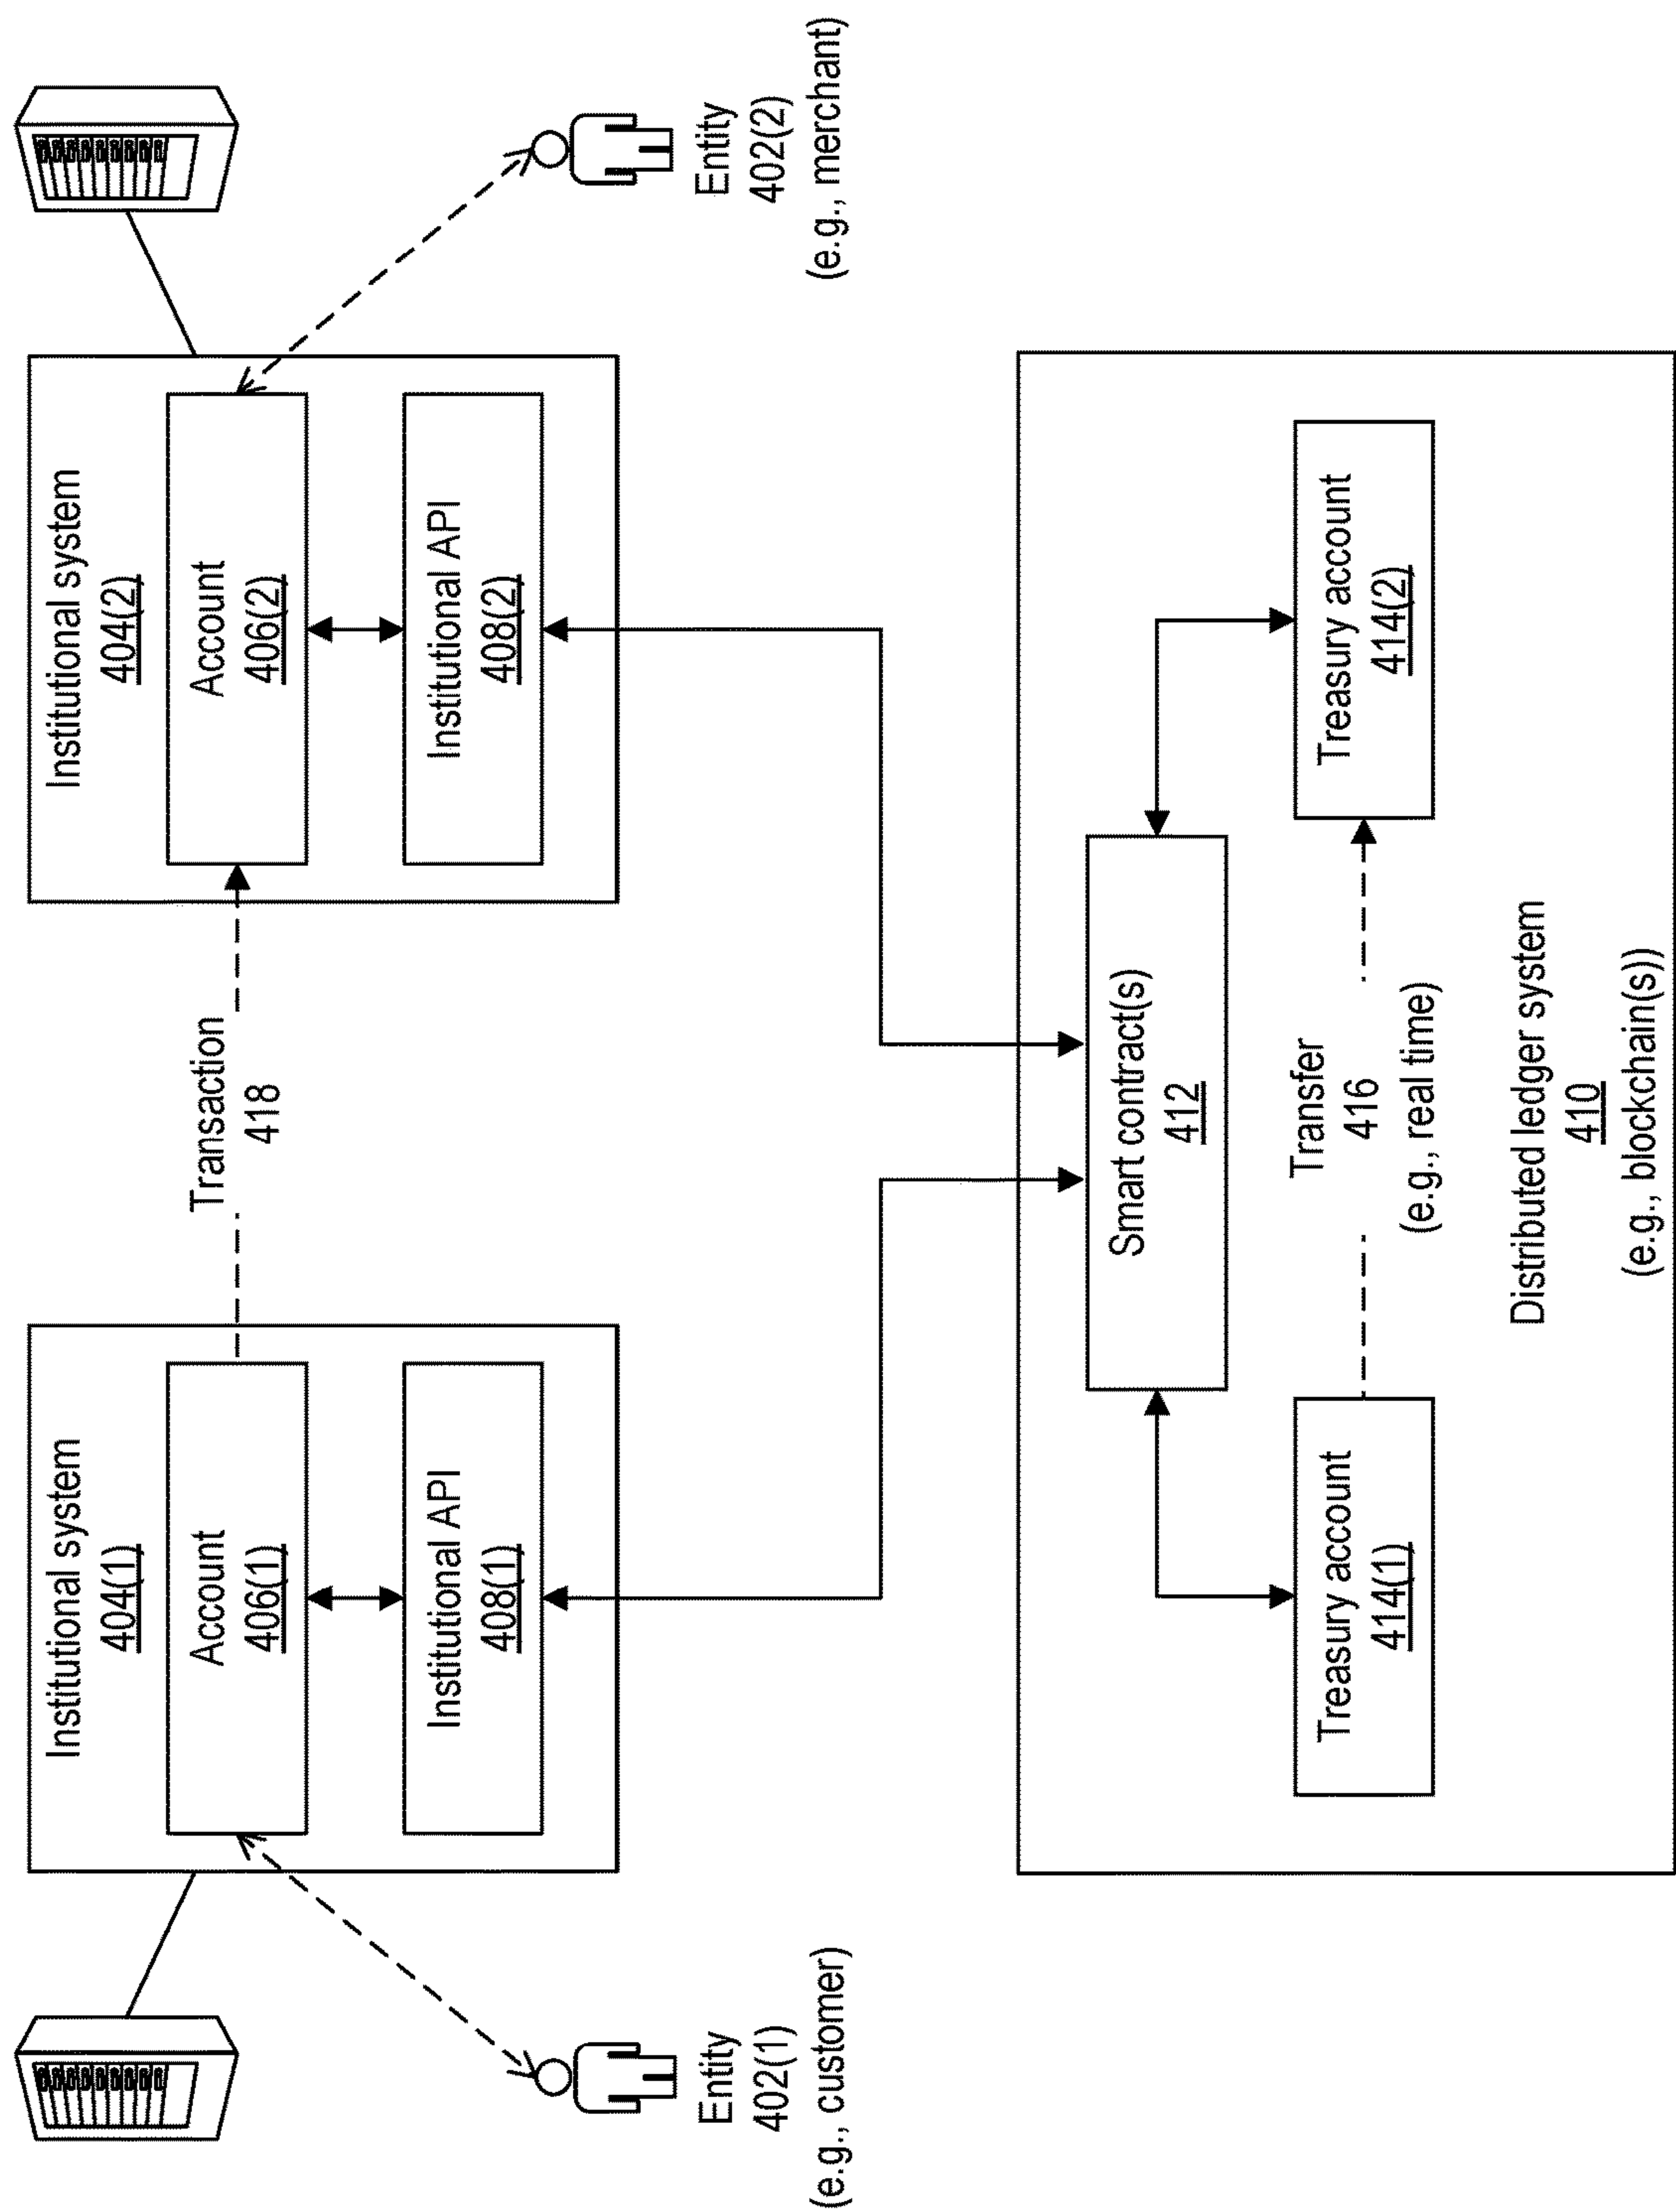 Institutional system
404(1)
Account
406(1)
Institutional API
408(1)
Transaction
418
Institutional system
404(2)
Account
406(2)
Institutional API
408(2)
Entity
402(1)
(e.g., customer)
Entity
402(2)
(e.g., merchant)
Smart contract(s)
412
Treasury account
414(1)
Transfer
416
(e.g., real time)
Treasury account
414(2)
Distributed ledger system
410
(e.g., blockchain(s))